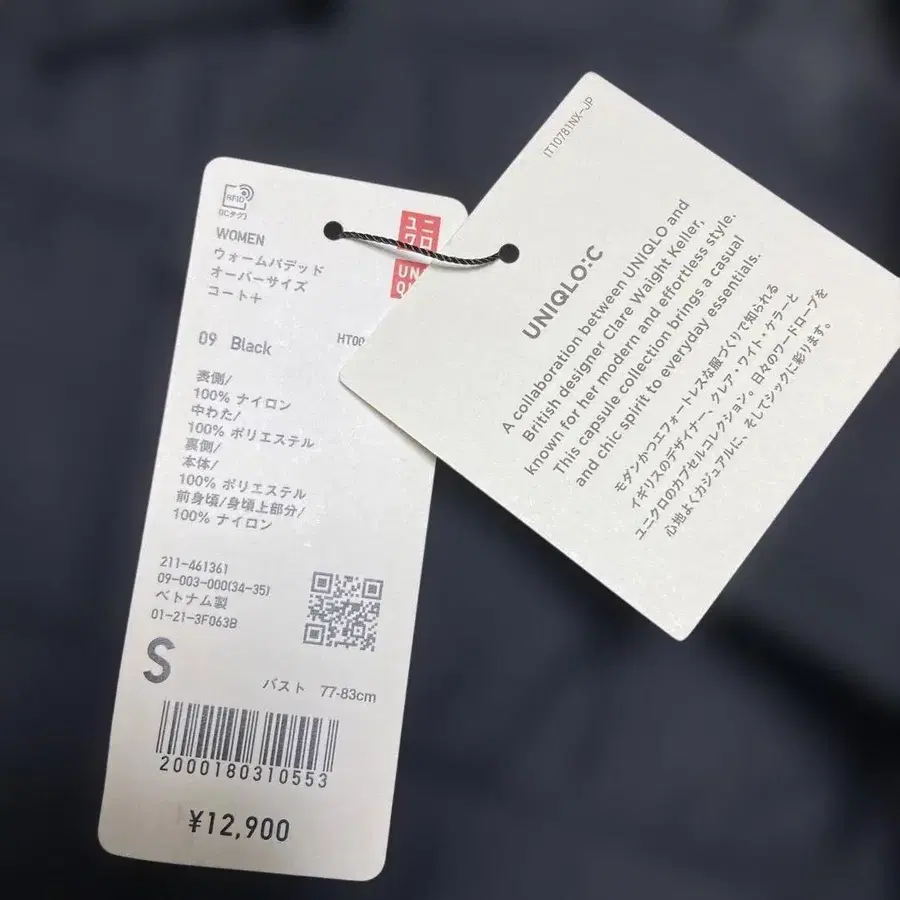 RFID
(ICタグ)
WOMEN
ウォームパデッド
オーバーサイズ
コート+
ユニ
クロ
UN
QL
09 Black
HT00
表側/
100% ナイロン
中わた/
100% ポリエステル
裏側/
本体/
100% ポリエステル
前身頃/身頃上部分/
100% ナイロン
211-461361
09-003-000(34-35)
ベトナム製
01-21-3F063B
S
バスト 77-83cm
2000180310553
¥12,900
IT10781NX-JP
UNIQLO:C
A collaboration between UNIQLO and
British designer Clare Waight Keller,
known for her modern and effortless style.
This capsule collection brings a casual
and chic spirit to everyday essentials.
モダンかつエフォートレスな服づくりで知られる
イギリスのデザイナー、クレア・ワイト・ケラーと
ユニクロのカプセルコレクション。日々のワードローブを
心地よくカジュアルに、そしてシックに彩ります。